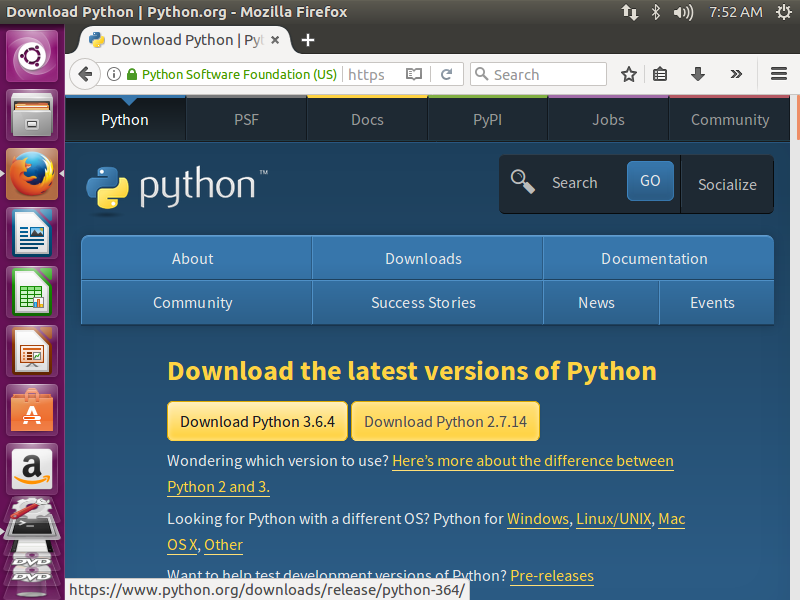 Download Python | Python.org - Mozilla Firefox
7:52 AM
Download Python | Pyt
Python Software Foundation (US)
https
Search
Python
PSF
Docs
PyPI
Jobs
Community
python™
Search
GO
Socialize
About
Downloads
Documentation
Community
Success Stories
News
Events
Download the latest versions of Python
Download Python 3.6.4
Download Python 2.7.14
Wondering which version to use? Here's more about the difference between
Python 2 and 3.
Looking for Python with a different OS? Python for Windows, Linux/UNIX, Mac
OS X, Other
Want to help test development versions of Python? Pre-releases
https://www.python.org/downloads/release/python-364/
A
a
DVD
DVD